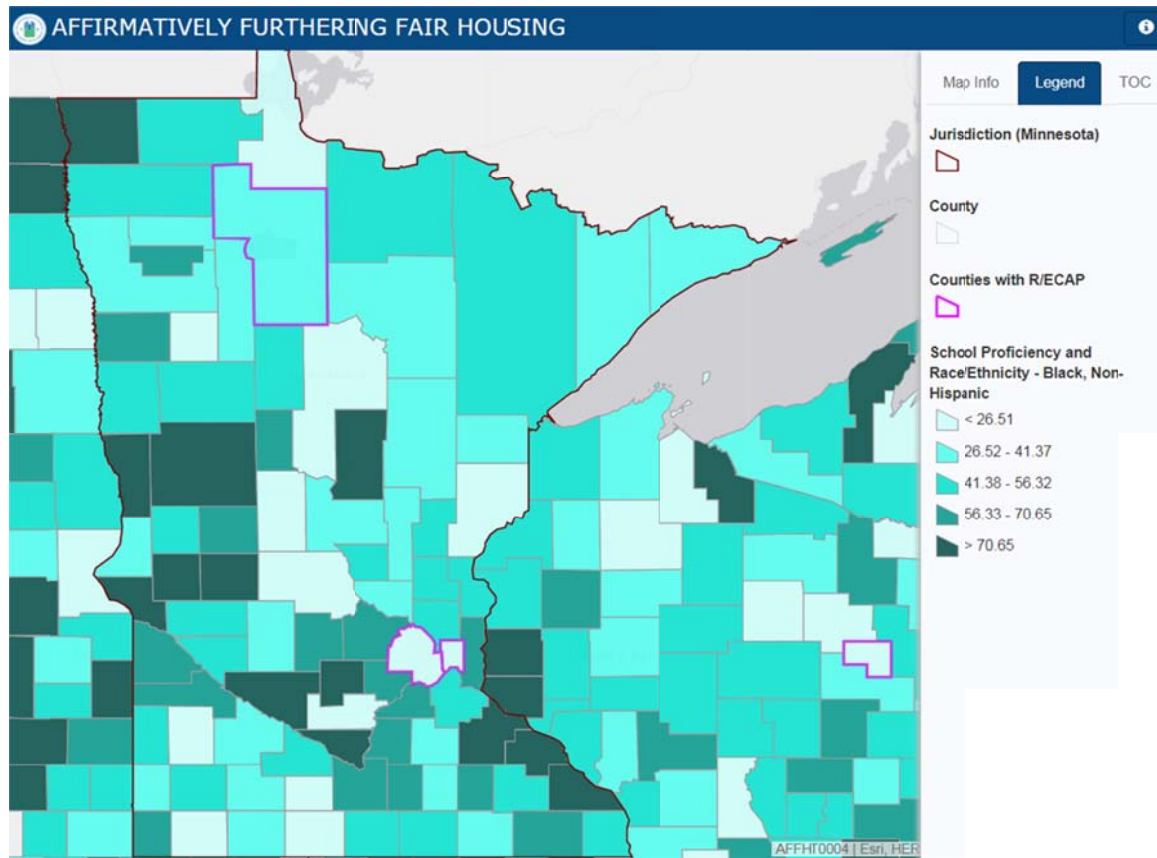 AFFIRMATIVELY FURTHERING FAIR HOUSING
Map Info
Legend
TOC
Jurisdiction (Minnesota)
County
Counties with R/ECAP
School Proficiency and
Race/Ethnicity - Black, Non-
Hispanic
< 26.51
26.52 - 41.37
41.38 - 56.32
56.33 - 70.65
> 70.65
AFFHT0004 | Esri, HER